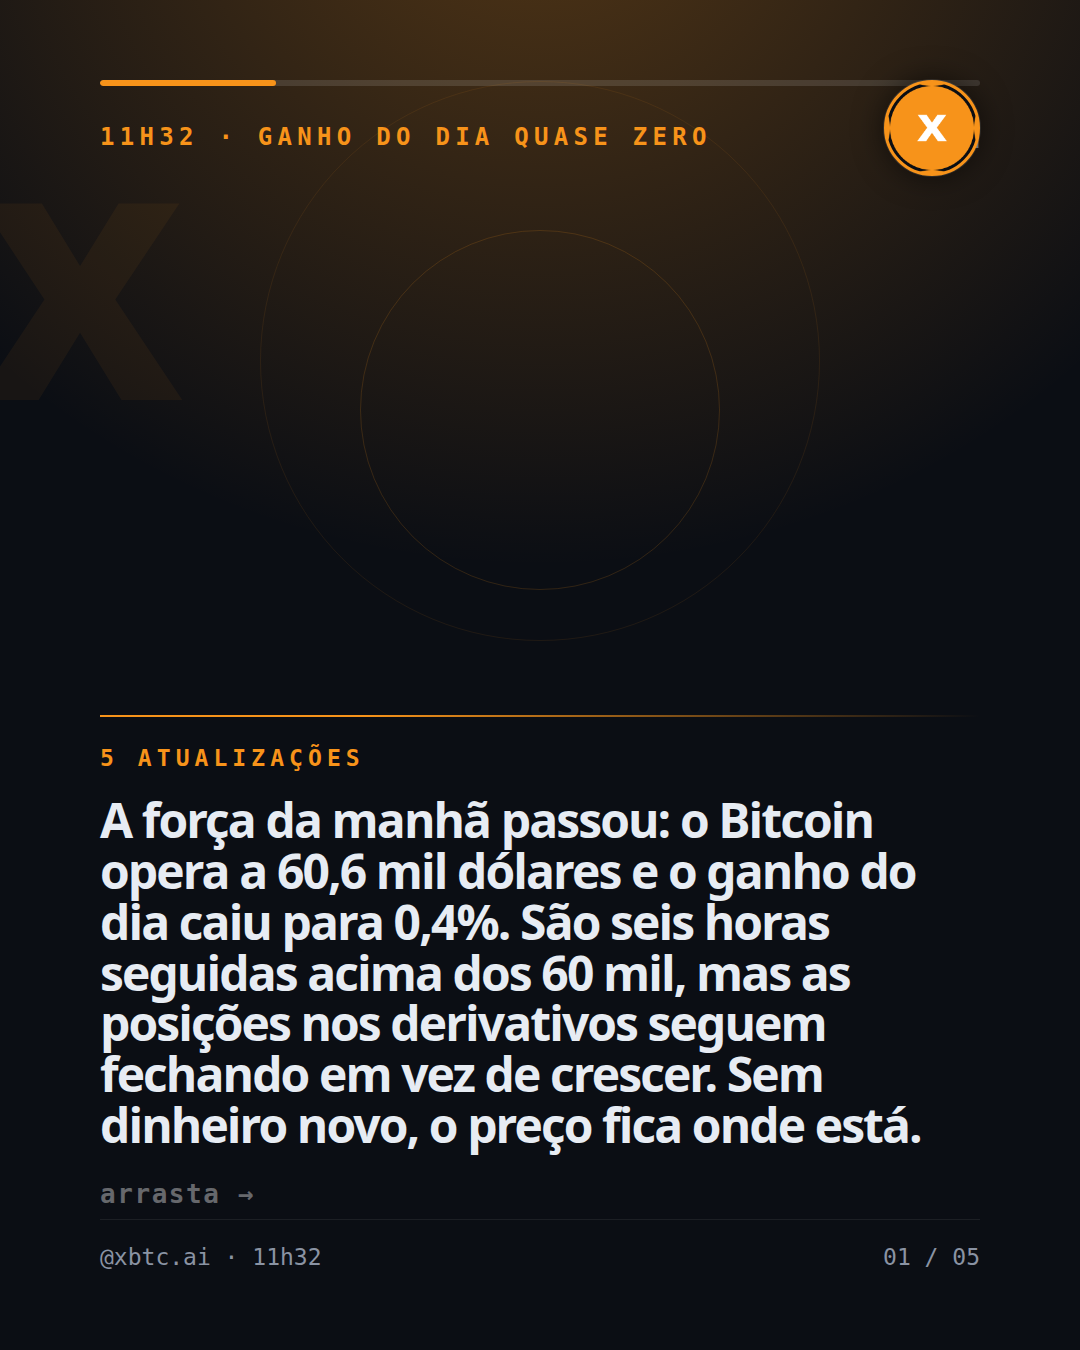 11H32 · GANHO DO DIA QUASE ZERO
x
x
5 ATUALIZAÇÕES
A força da manhã passou: o Bitcoin
opera a 60,6 mil dólares e o ganho do
dia caiu para 0,4%. São seis horas
seguidas acima dos 60 mil, mas as
posições nos derivativos seguem
fechando em vez de crescer. Sem
dinheiro novo, o preço fica onde está.
arrasta →
@xbtc.ai · 11h32
01 / 05